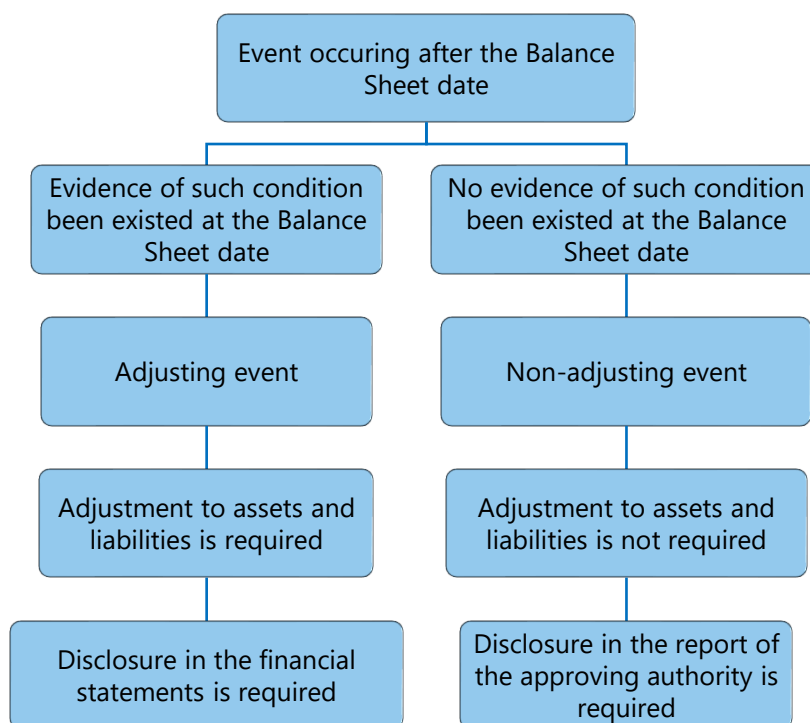 Event occuring after the Balance
Sheet date
Evidence of such condition
been existed at the Balance
Sheet date
No evidence of such condition
been existed at the Balance
Sheet date
Adjusting event
Non-adjusting event
Adjustment to assets and
liabilities is required
Adjustment to assets and
liabilities is not required
Disclosure in the financial
statements is required
Disclosure in the report of
the approving authority is
required